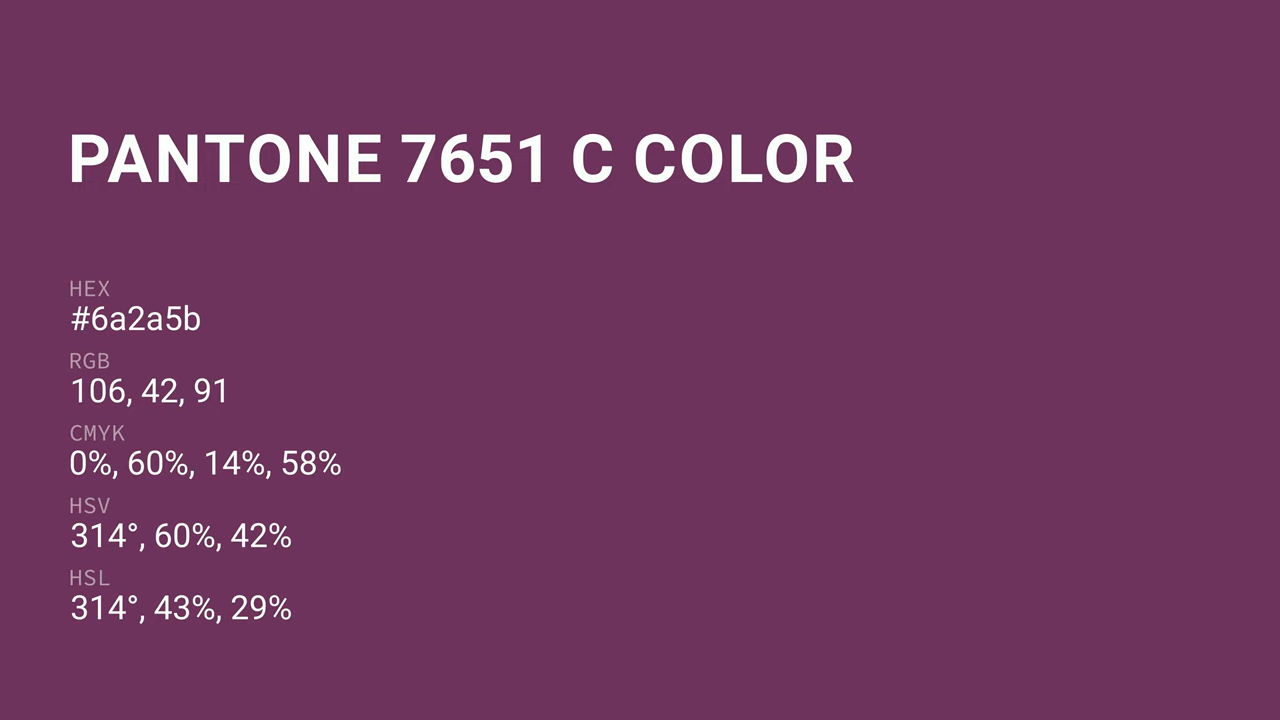 PANTONE 7651 C COLOR
HEX
#6a2a5b
RGB
106, 42, 91
CMYK
0%, 60%, 14%, 58%
HSV
314°, 60%, 42%
HSL
314°, 43%, 29%